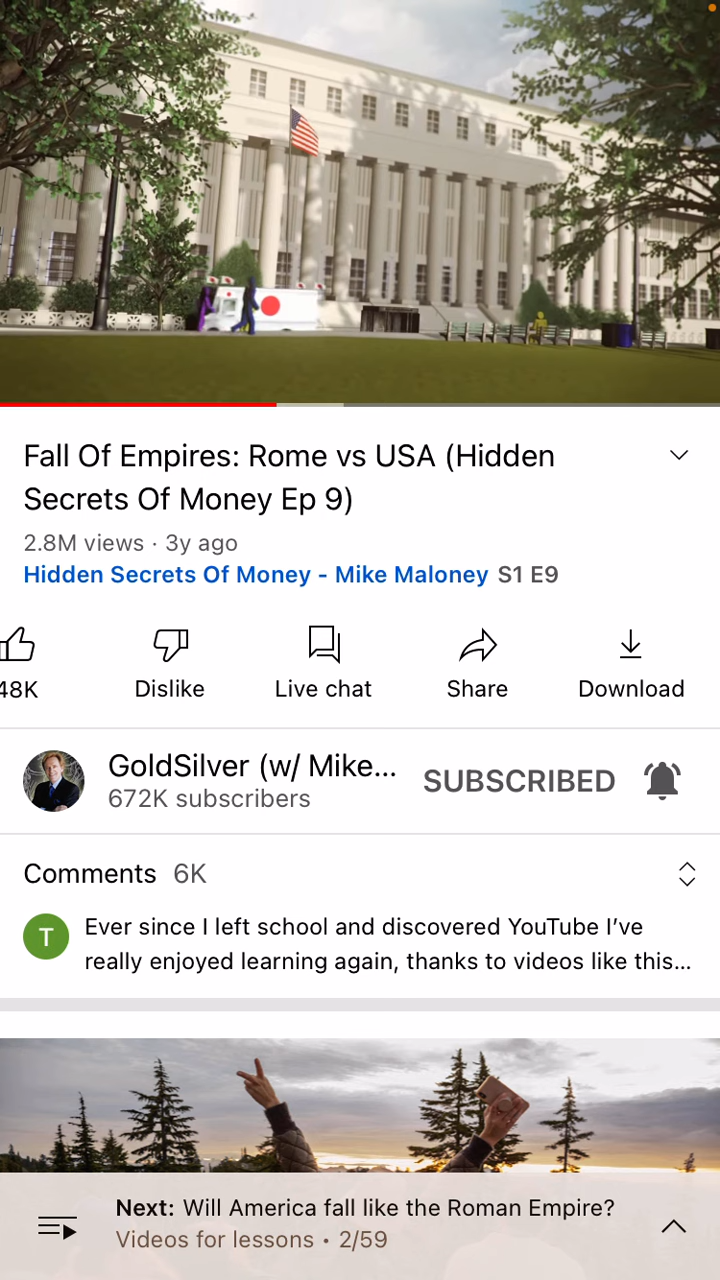 Fall Of Empires: Rome vs USA (Hidden
Secrets Of Money Ep 9)
2.8M views · 3y ago
Hidden Secrets Of Money - Mike Maloney S1 E9
48K
Dislike
Live chat
Share
Download
GoldSilver (w/ Mike...
672K subscribers
SUBSCRIBED
Comments 6K
T
Ever since I left school and discovered YouTube I’ve
really enjoyed learning again, thanks to videos like this...
Next: Will America fall like the Roman Empire?
Videos for lessons • 2/59